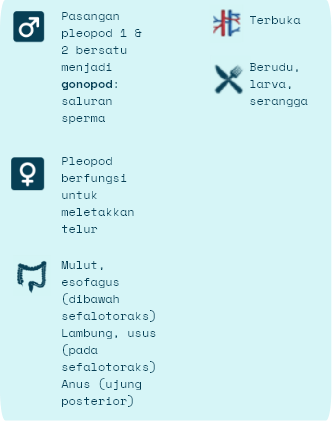 Pasangan
pleopod 1 &
2 bersatu
menjadi
gonopod:
saluran
sperma
Pleopod
berfungsi
untuk
meletakkan
telur
Mulut,
esofagus
(dibawah
sefalotoraks)
Lambung, usus
(pada
sefalotoraks)
Anus (ujung
posterior)
Terbuka
Berudu,
larva,
serangga